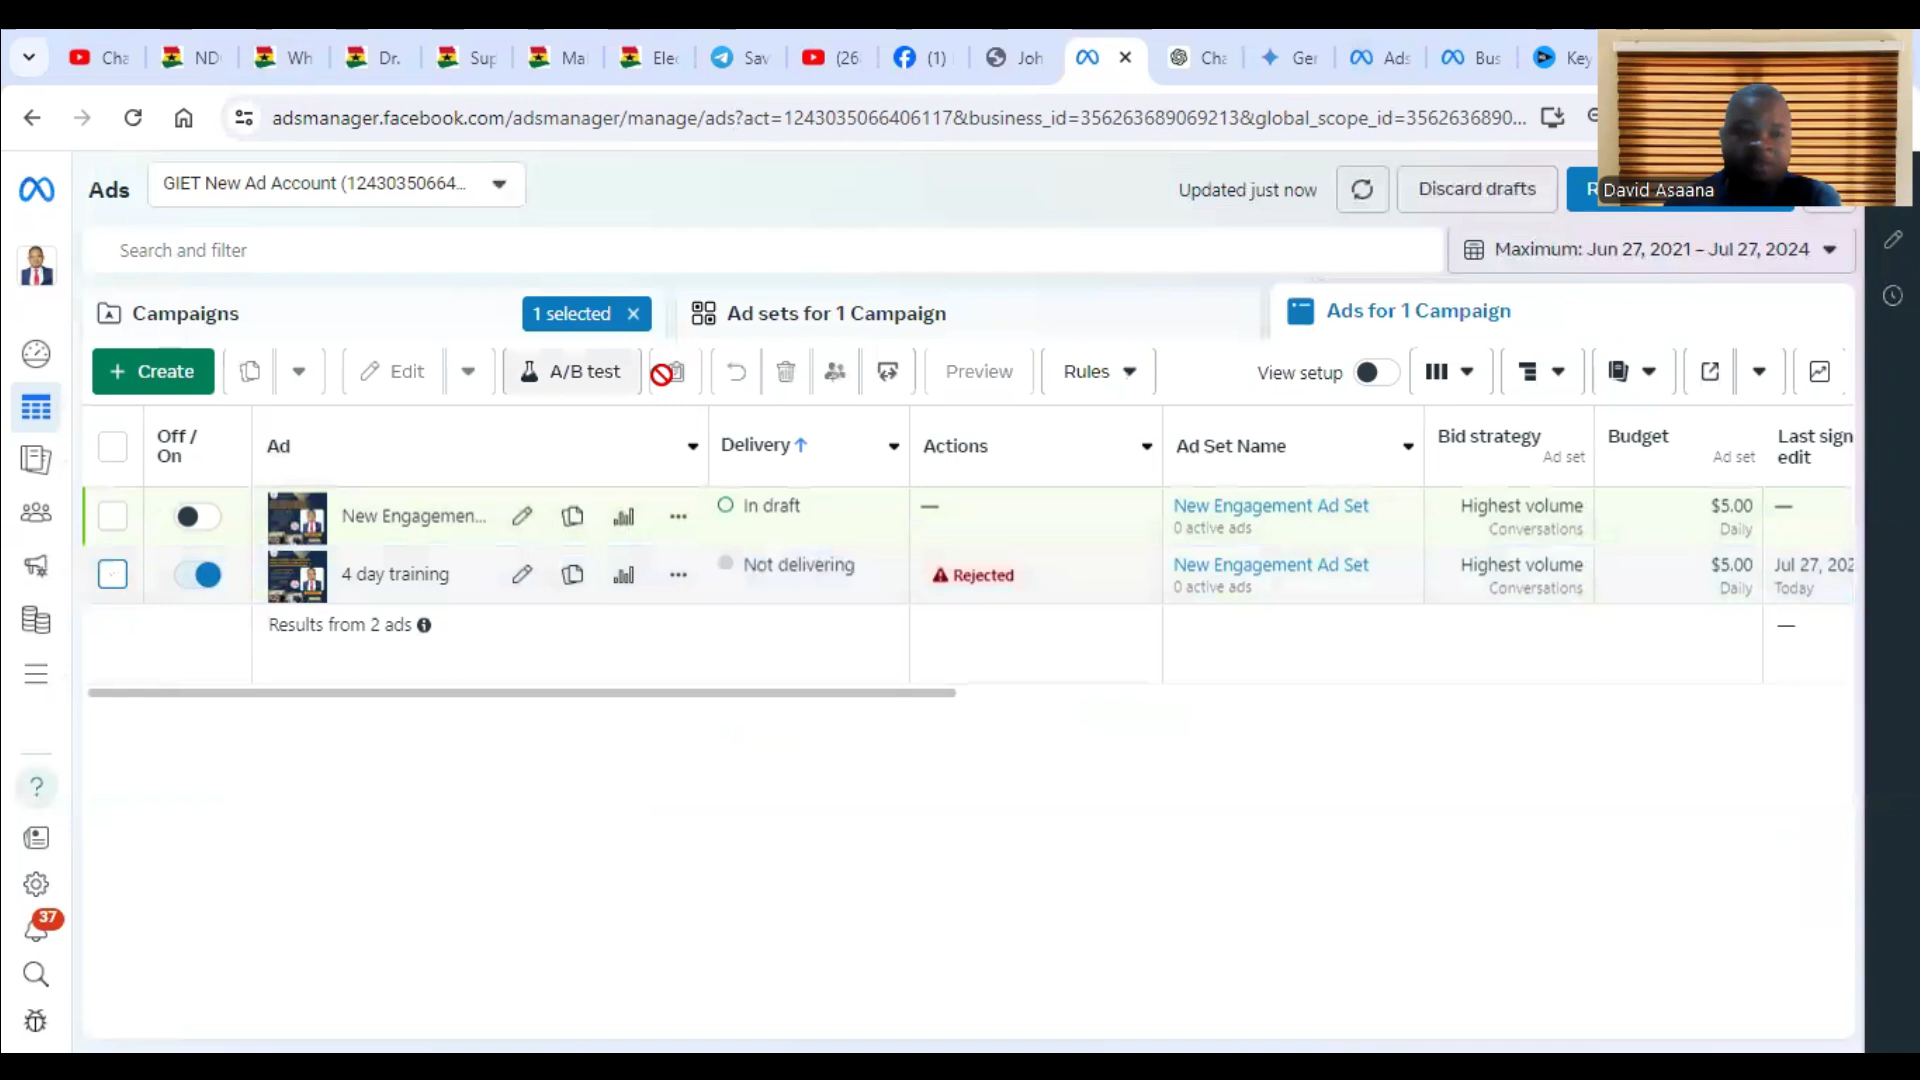 Cha
ND
Wh
Dr.
Sup
Ma
Elec
Sav
(26
(1)
Joh
Cha
Ger
Ads
Bus
Key
adsmanager.facebook.com/adsmanager/manage/ads?act=1243035066406117&business_id=356263689069213&global_scope_id=3562636890...
David Asaana
Ads
GIET New Ad Account (12430350664...
Updated just now
Discard drafts
R
Search and filter
Maximum: Jun 27, 2021 – Jul 27, 2024
Campaigns
1 selected
Ad sets for 1 Campaign
Ads for 1 Campaign
+ Create
Edit
A/B test
Preview
Rules
View setup
Off / On
Ad
Delivery ↑
Actions
Ad Set Name
Bid strategy
Ad set
Budget
Ad set
Last sign
edit
New Engagemen...
In draft
—
New Engagement Ad Set
0 active ads
Highest volume
Conversations
$5.00
Daily
—
4 day training
Not delivering
Rejected
New Engagement Ad Set
0 active ads
Highest volume
Conversations
$5.00
Daily
Jul 27, 202
Today
Results from 2 ads
—
37